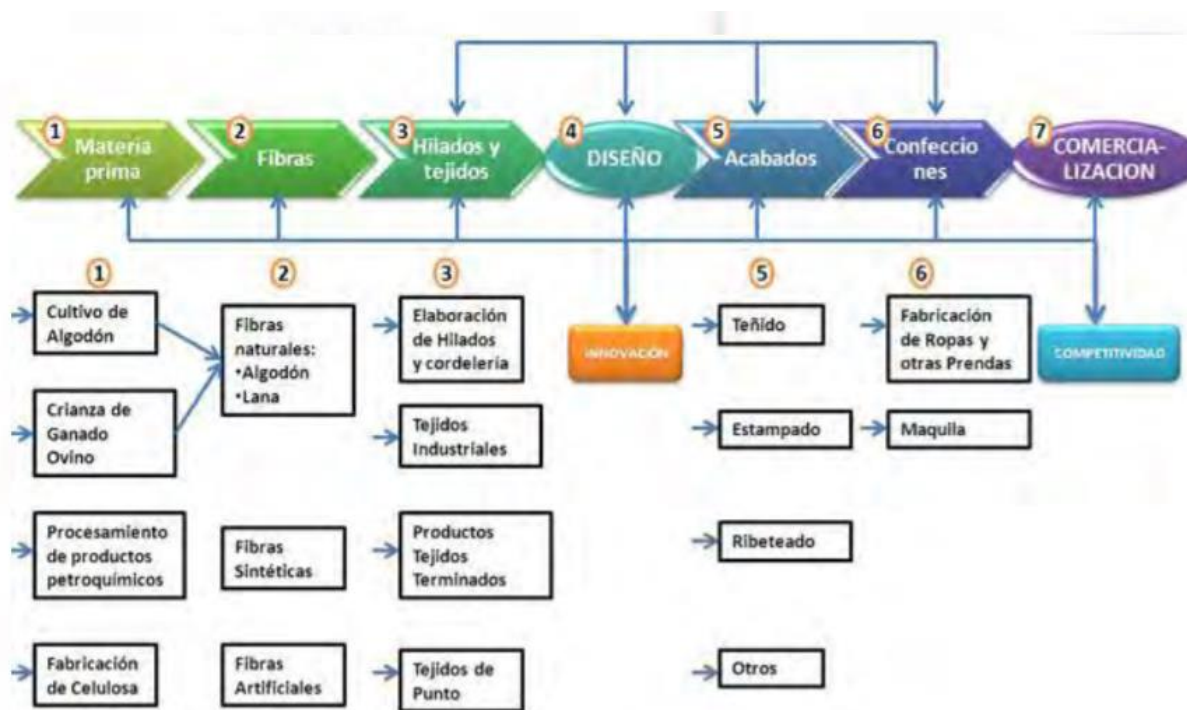 1
Materia
prima
2
Fibras
3
Hilados y
tejidos
4
DISEÑO
5
Acabados
6
Confeccio
nes
7
COMERCIA-
LIZACION
1
Cultivo de
Algodón
Crianza de
Ganado
Ovino
Procesamiento
de productos
petroquímicos
Fabricación
de Celulosa
2
Fibras
naturales:
•Algodón
•Lana
Fibras
Sintéticas
Fibras
Artificiales
3
Elaboración
de Hilados
y cordelería
Tejidos
Industriales
Productos
Tejidos
Terminados
Tejidos de
Punto
INNOVACIÓN
5
Teñido
Estampado
Ribeteado
Otros
6
Fabricación
de Ropas y
otras Prendas
Maquila
COMPETITIVIDAD